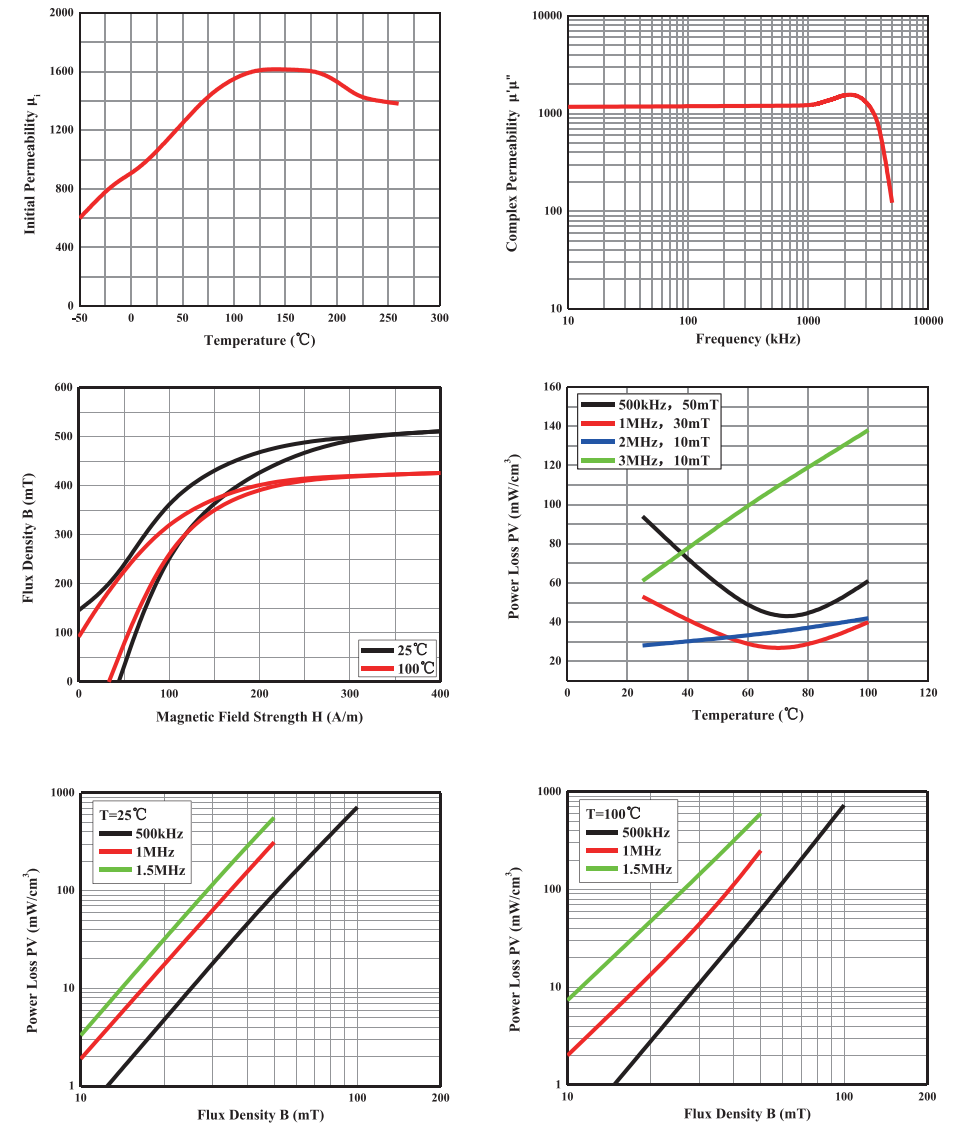 2000
1600
1200
800
400
0
-50
0
50
100
150
200
250
300
Initial Permeability μi
Temperature (℃)
10000
1000
100
10
10
100
1000
10000
Complex Permeability μ'μ"
Frequency (kHz)
600
500
400
300
200
100
0
0
100
200
300
400
Flux Density B (mT)
25℃
100℃
Magnetic Field Strength H (A/m)
160
140
120
100
80
60
40
20
0
20
40
60
80
100
120
Power Loss PV (mW/cm³)
500kHz, 50mT
1MHz, 30mT
2MHz, 10mT
3MHz, 10mT
Temperature (℃)
1000
100
10
1
10
100
200
Power Loss PV (mW/cm³)
T=25℃
500kHz
1MHz
1.5MHz
Flux Density B (mT)
1000
100
10
1
10
100
200
Power Loss PV (mW/cm³)
T=100℃
500kHz
1MHz
1.5MHz
Flux Density B (mT)